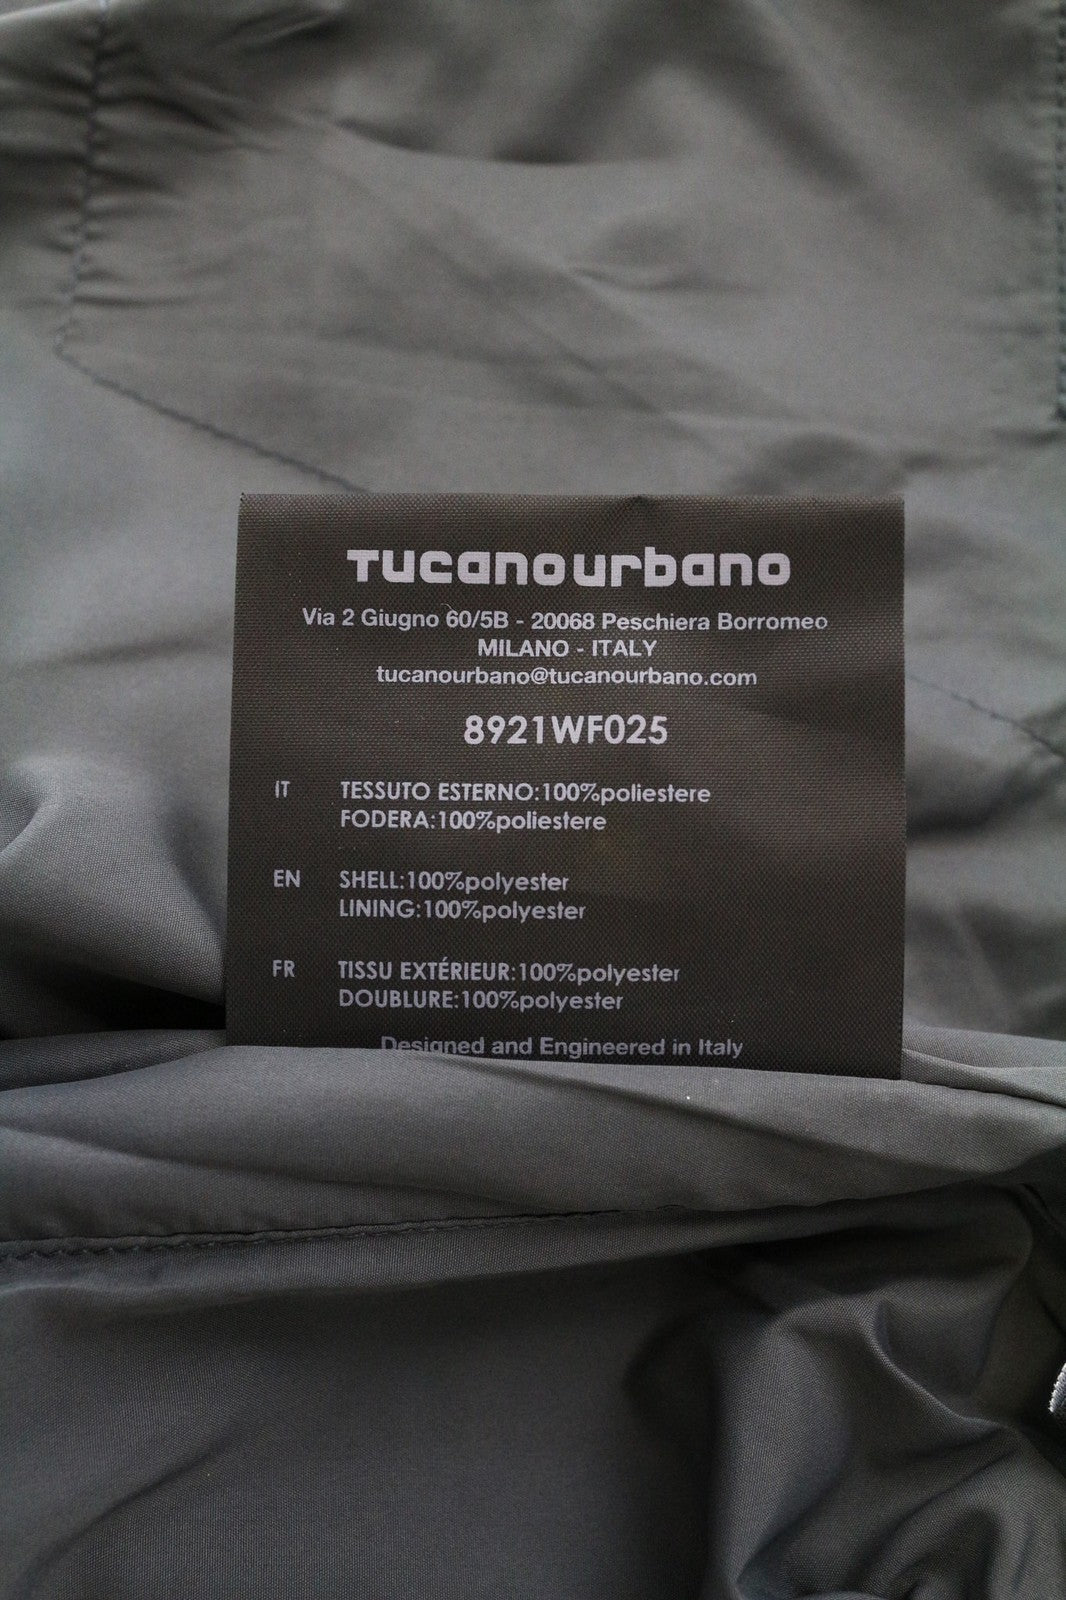 Tucanourbano
Via 2 Giugno 60/5B - 20068 Peschiera Borromeo
MILANO - ITALY
tucanourbano@tucanourbano.com
8921WF025
IT TESSUTO ESTERNO:100%poliestere
FODERA:100%poliestere
EN SHELL:100%polyester
LINING:100%polyester
FR TISSU EXTÉRIEUR:100%polyester
DOUBLURE:100%polyester
Designed and Engineered in Italy